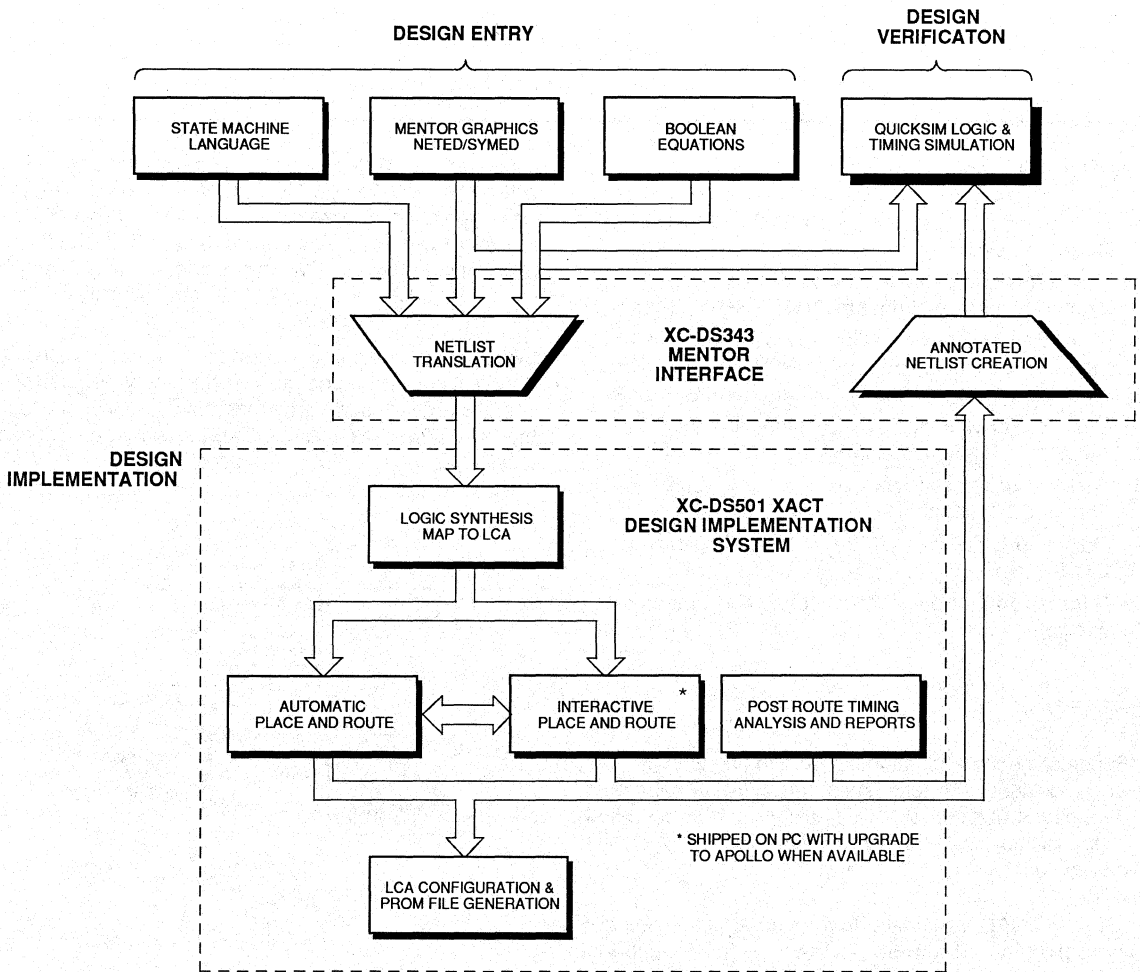 DESIGN ENTRY
DESIGN
VERIFICATON
STATE MACHINE
LANGUAGE
MENTOR GRAPHICS
NETED/SYMED
BOOLEAN
EQUATIONS
QUICKSIM LOGIC &
TIMING SIMULATION
NETLIST
TRANSLATION
XC-DS343
MENTOR
INTERFACE
ANNOTATED
NETLIST CREATION
DESIGN
IMPLEMENTATION
LOGIC SYNTHESIS
MAP TO LCA
XC-DS501 XACT
DESIGN IMPLEMENTATION
SYSTEM
AUTOMATIC
PLACE AND ROUTE
*
INTERACTIVE
PLACE AND ROUTE
POST ROUTE TIMING
ANALYSIS AND REPORTS
* SHIPPED ON PC WITH UPGRADE
TO APOLLO WHEN AVAILABLE
LCA CONFIGURATION &
PROM FILE GENERATION